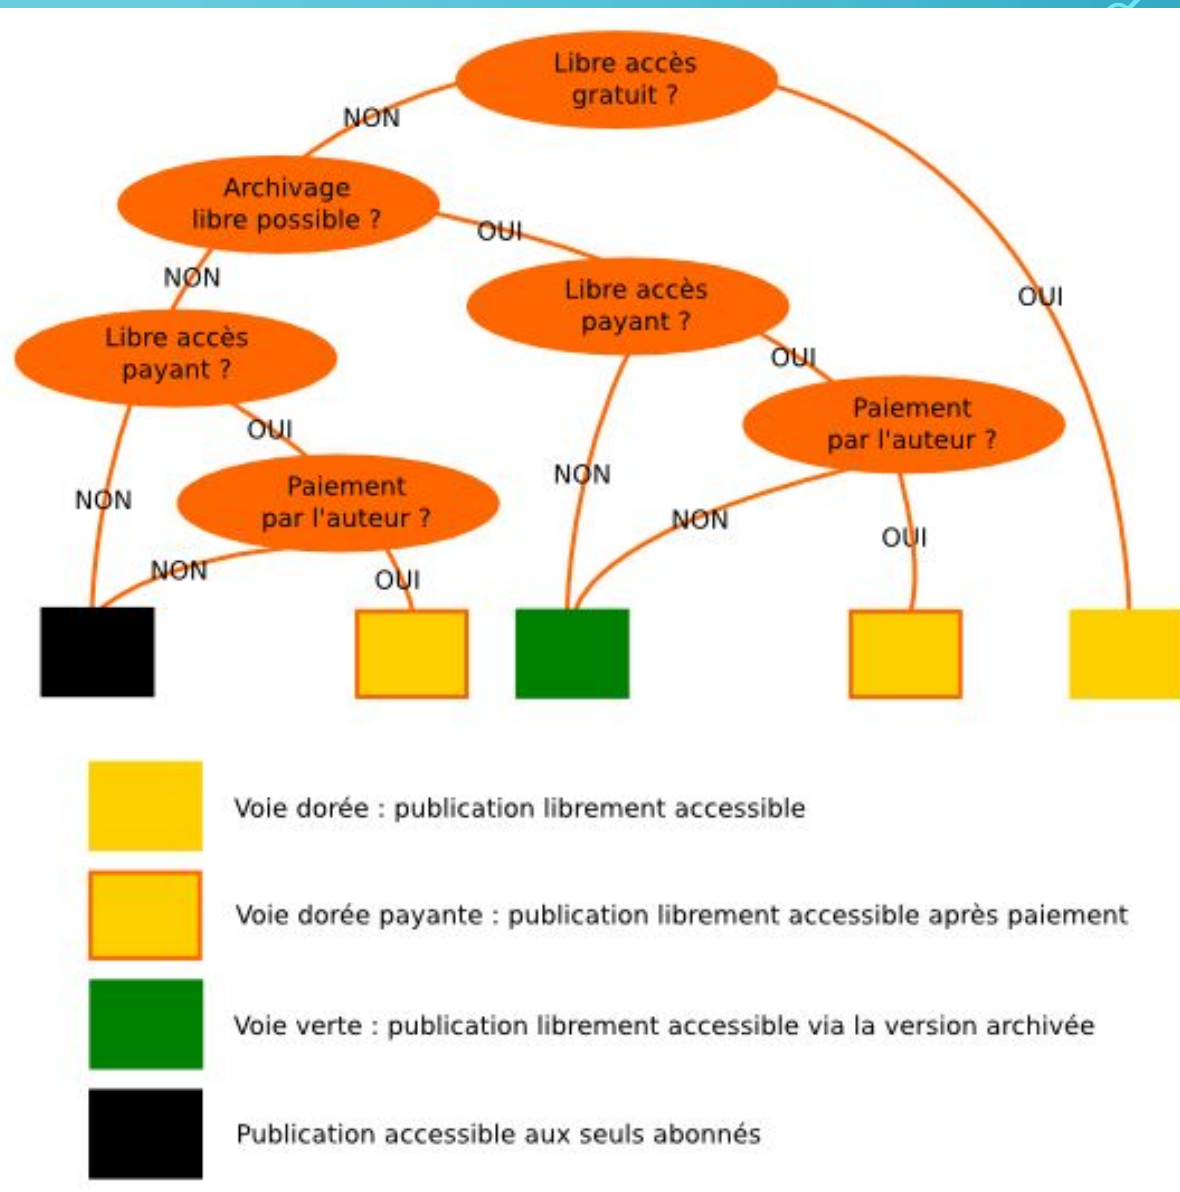 Libre accès
gratuit ?
NON
Archivage
libre possible ?
OUI
NON
Libre accès
payant ?
OUI
Libre accès
payant ?
OUI
Paiement
par l'auteur ?
OUI
Paiement
par l'auteur ?
NON
NON
NON
OUI
NON
OUI
Voie dorée : publication librement accessible
Voie dorée payante : publication librement accessible après paiement
Voie verte : publication librement accessible via la version archivée
Publication accessible aux seuls abonnés